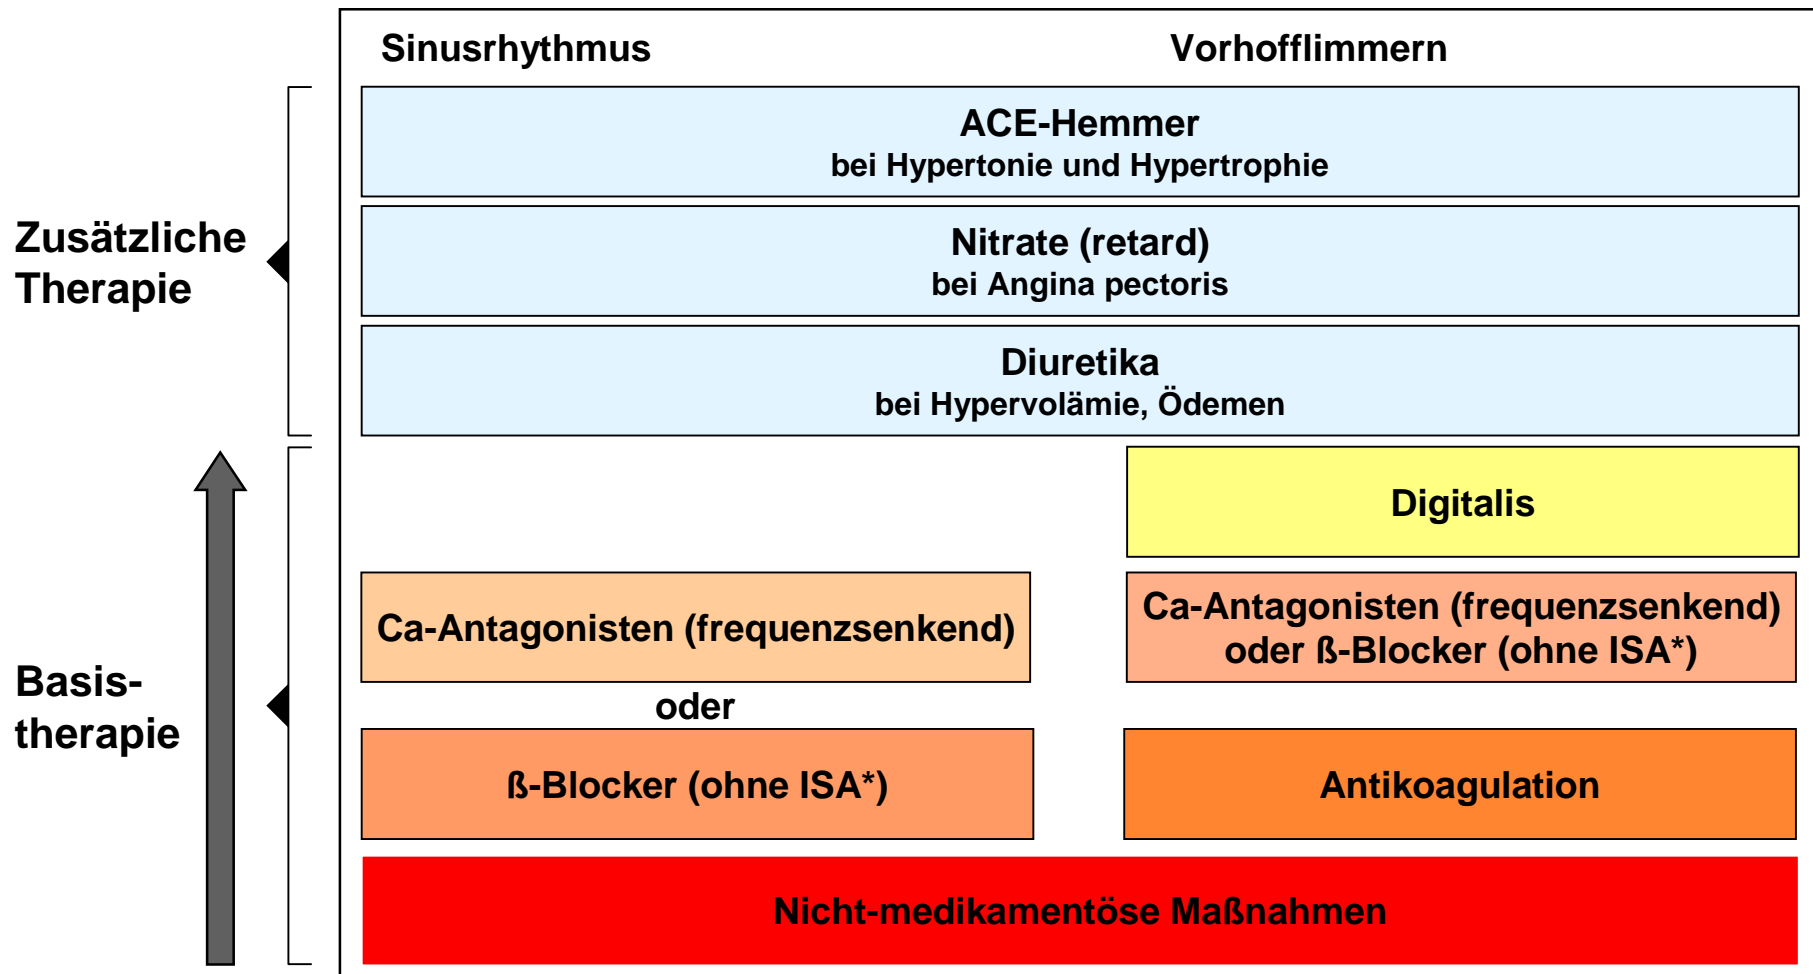 Sinusrhythmus
Vorhofflimmern
ACE-Hemmer
bei Hypertonie und Hypertrophie
Zusätzliche
Therapie
Nitrate (retard)
bei Angina pectoris
Diuretika
bei Hypervolämie, Ödemen
Digitalis
Ca-Antagonisten (frequenzsenkend)
Ca-Antagonisten (frequenzsenkend)
oder ß-Blocker (ohne ISA*)
Basis-
therapie
oder
ß-Blocker (ohne ISA*)
Antikoagulation
Nicht-medikamentöse Maßnahmen